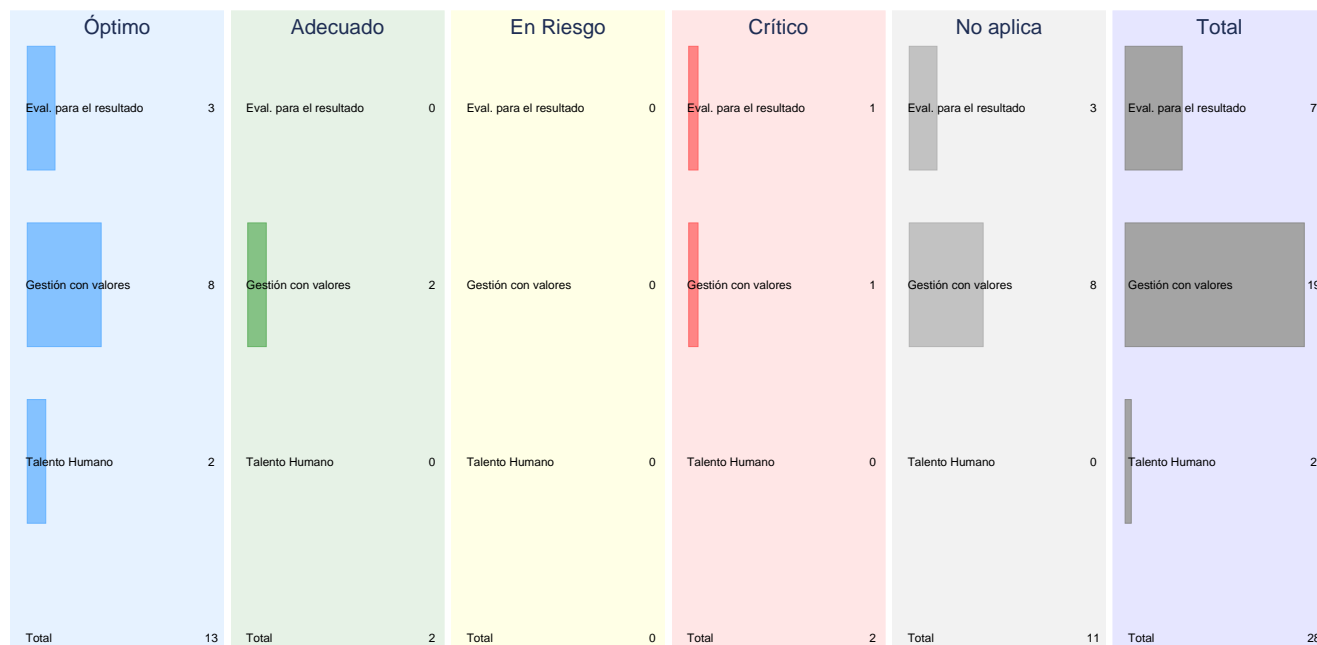 Óptimo Adecuado En Riesgo Crítico No aplica Total
Eval. para el resultado 3 Eval. para el resultado 0 Eval. para el resultado 0 Eval. para el resultado 1 Eval. para el resultado 3 Eval. para el resultado 7
Gestión con valores 8 Gestión con valores 2 Gestión con valores 0 Gestión con valores 1 Gestión con valores 8 Gestión con valores 19
Talento Humano 2 Talento Humano 0 Talento Humano 0 Talento Humano 0 Talento Humano 0 Talento Humano 2
Total 13 Total 2 Total 0 Total 2 Total 11 Total 28